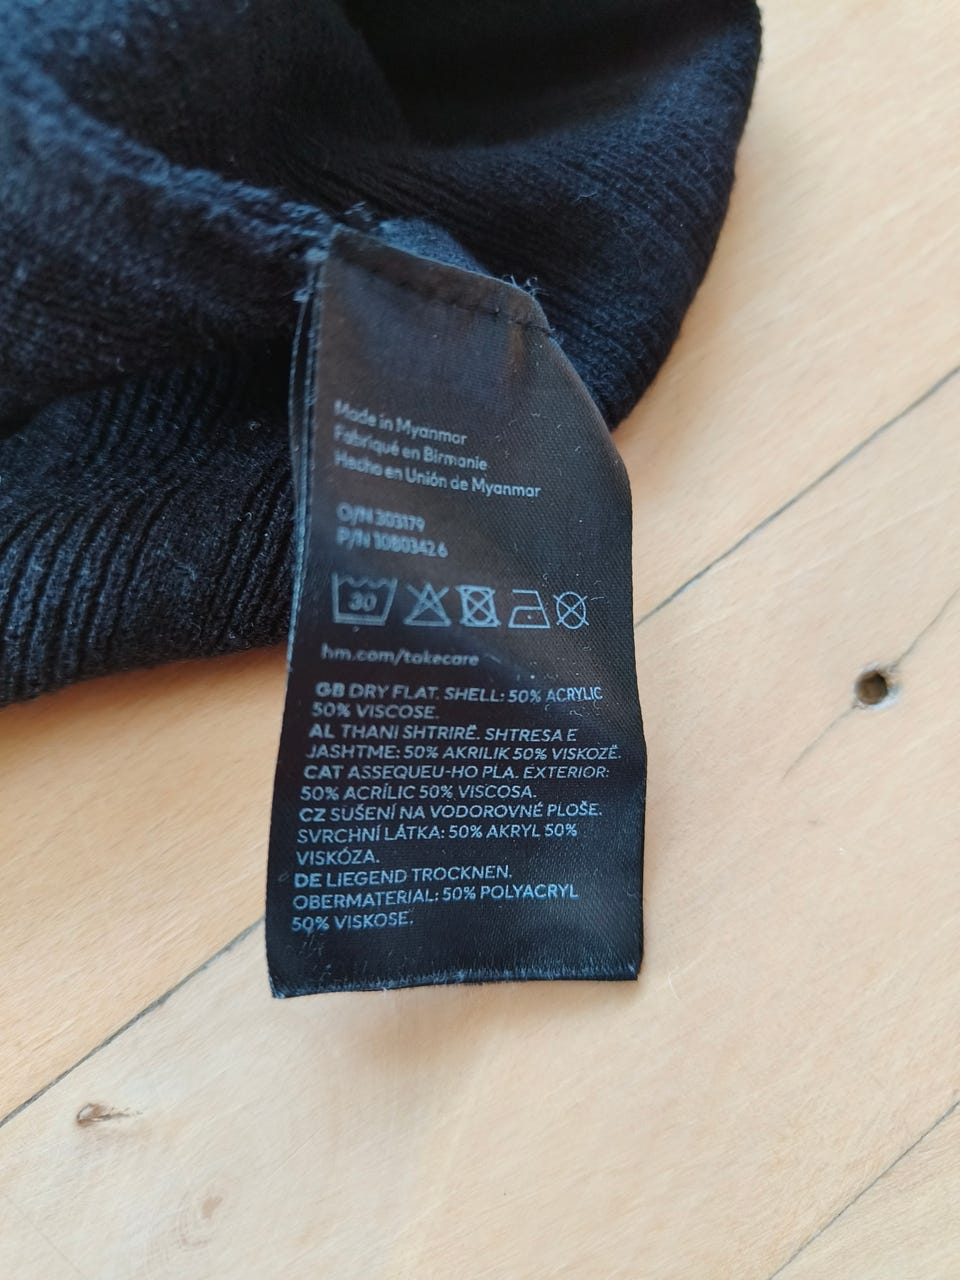 Made in Myanmar
Fabriqué en Birmanie
Hecho en Unión de Myanmar
O/N 303179
P/N 1080342 6
30
hm.com/takecare
GB DRY FLAT. SHELL: 50% ACRYLIC
50% VISCOSE.
AL THANI SHTRIRË. SHTRESA E
JASHTME: 50% AKRILIK 50% VISKOZË.
CAT ASSEQUEU-HO PLA. EXTERIOR:
50% ACRÍLIC 50% VISCOSA.
CZ SUŠENÍ NA VODOROVNÉ PLOŠE.
SVRCHNÍ LÁTKA: 50% AKRYL 50%
VISKÓZA.
DE LIEGEND TROCKNEN.
OBERMATERIAL: 50% POLYACRYL
50% VISKOSE.